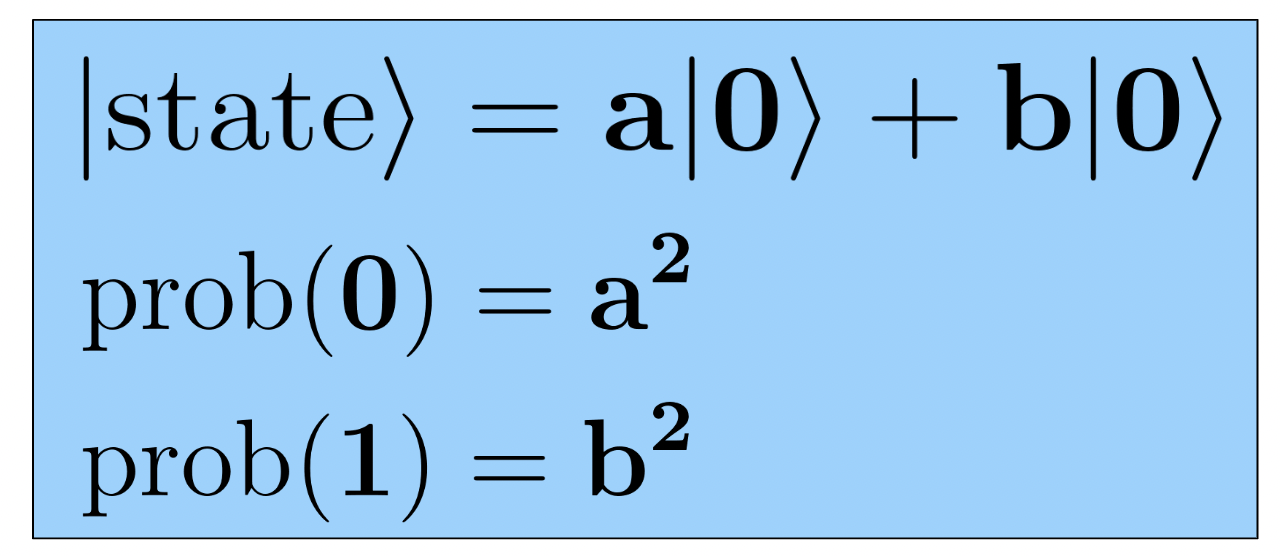 |state⟩ = a|0⟩ + b|0⟩
prob(0) = a²
prob(1) = b²